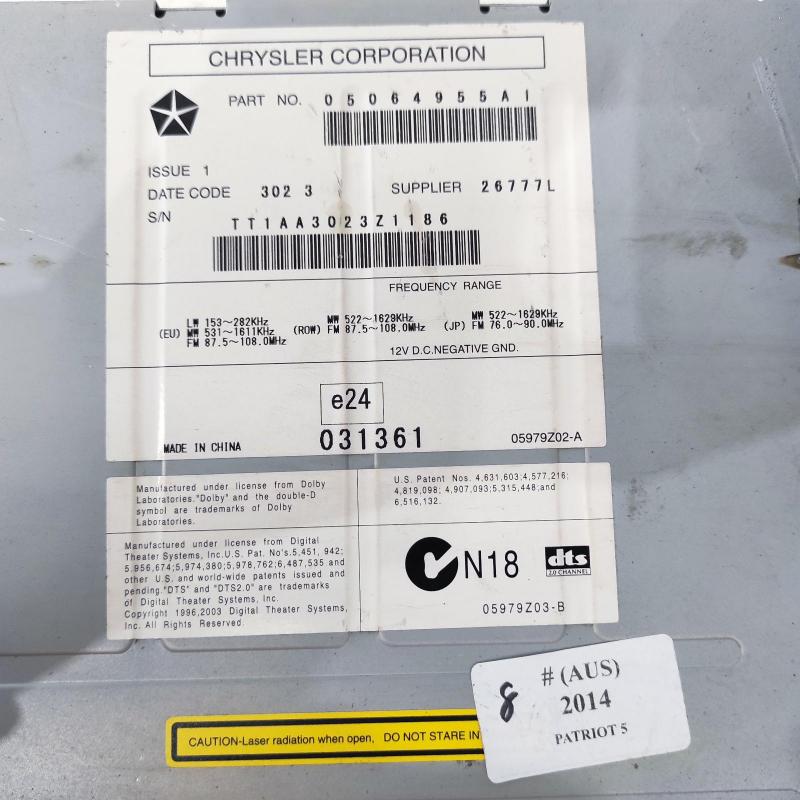 CHRYSLER CORPORATION
PART NO. 05064955AI
ISSUE 1
DATE CODE 302 3 SUPPLIER 26777L
S/N TT1AA3023Z1186
FREQUENCY RANGE
(EU) LW 153~282KHz
MW 531~1611KHz
FM 87.5~108.0MHz
(ROW) MW 522~1629KHz
FM 87.5~108.0MHz
(JP) MW 522~1629KHz
FM 76.0~90.0MHz
12V D.C.NEGATIVE GND.
e24
031361
MADE IN CHINA
05979Z02-A
Manufactured under license from Dolby
Laboratories."Dolby" and the double-D
symbol are trademarks of Dolby
Laboratories.
Manufactured under license from Digital
Theater Systems, Inc.U.S. Pat. No's.5,451, 942;
5,956,674;5,974,380;5,978,762;6,487,535 and
other U.S. and world-wide patents issued and
pending."DTS" and "DTS2.0" are trademarks
of Digital Theater Systems, Inc.
Copyright 1996,2003 Digital Theater Systems,
Inc. All Rights Reserved.
U.S. Patent Nos. 4,631,603;4,577,216;
4,819,098; 4,907,093;5,315,448;and
6,516,132.
N18
dts
2.0 CHANNEL
05979Z03-B
CAUTION-Laser radiation when open, DO NOT STARE IN
8 # (AUS)
2014
PATRIOT 5